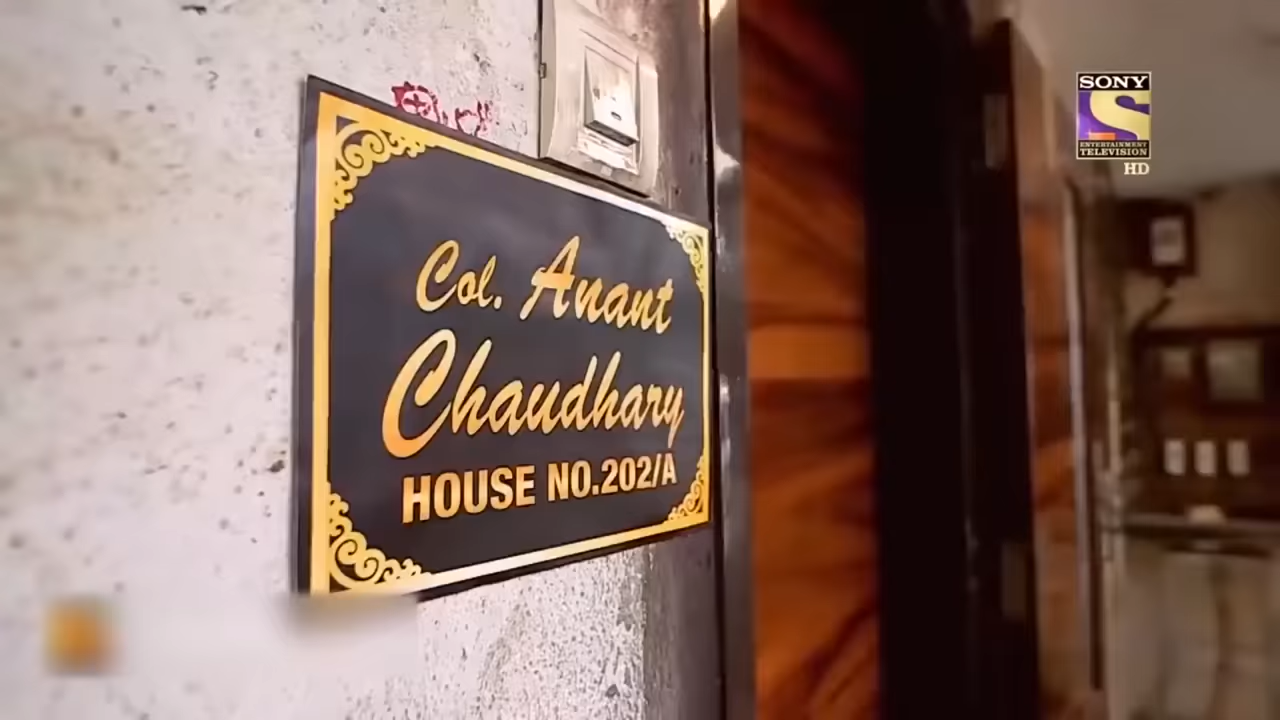 SONY
ENTERTAINMENT
TELEVISION
HD
Col. Anant
Chaudhary
HOUSE NO.202/A